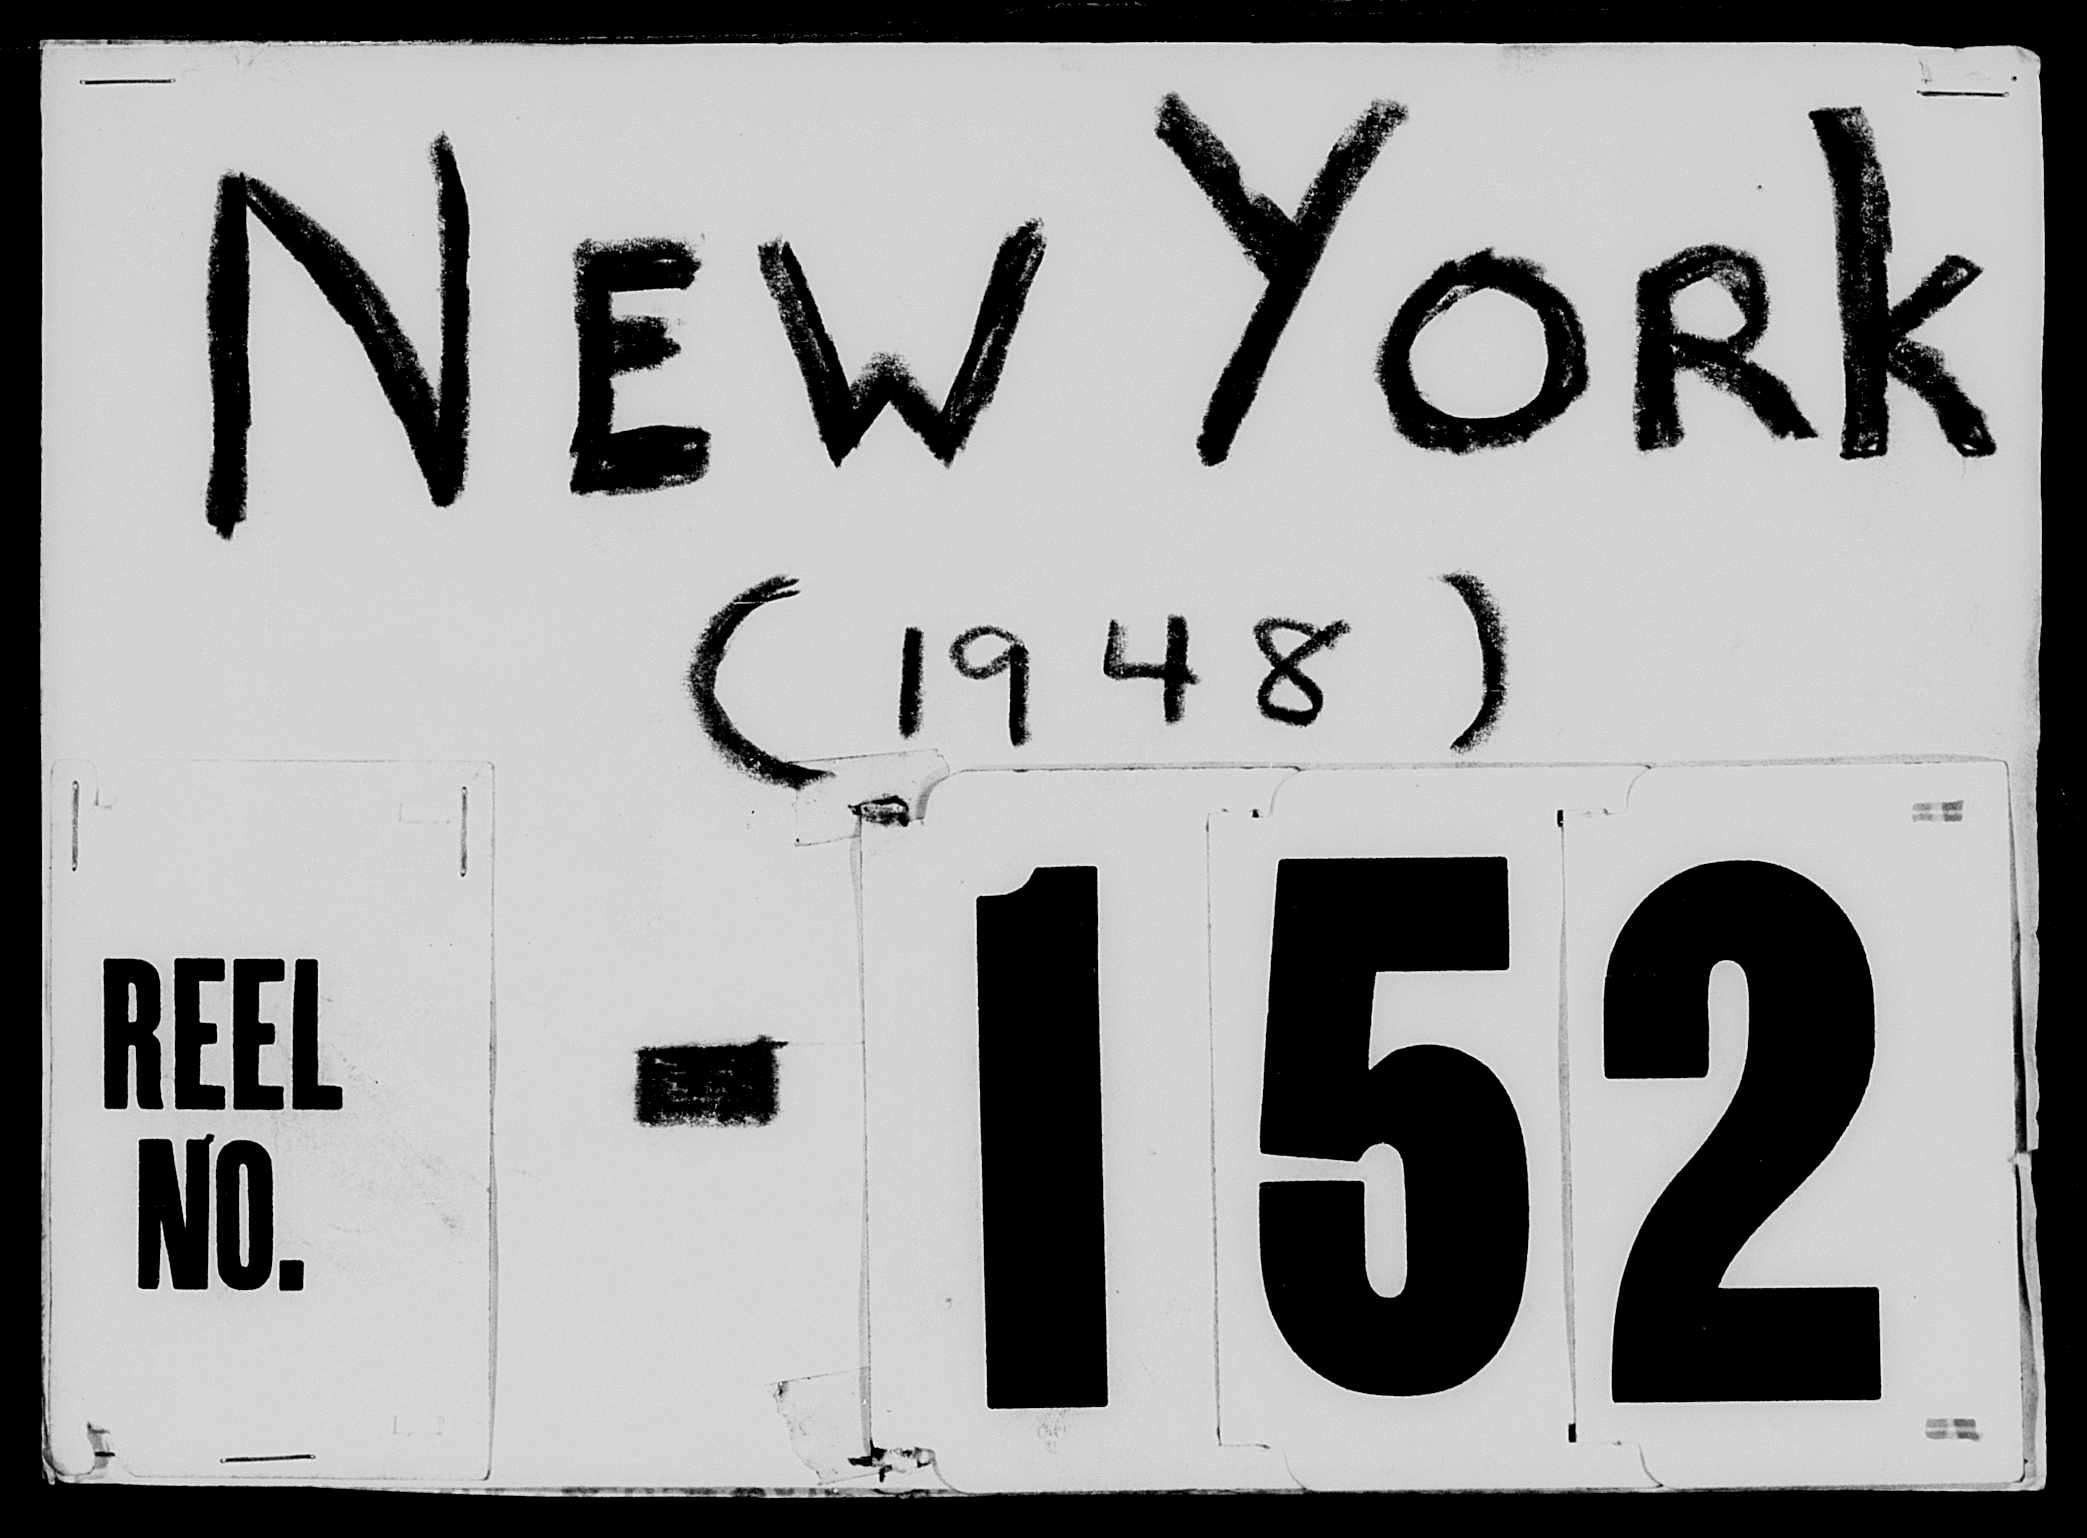 NEW YORK
(1948)
REEL NO. - 152